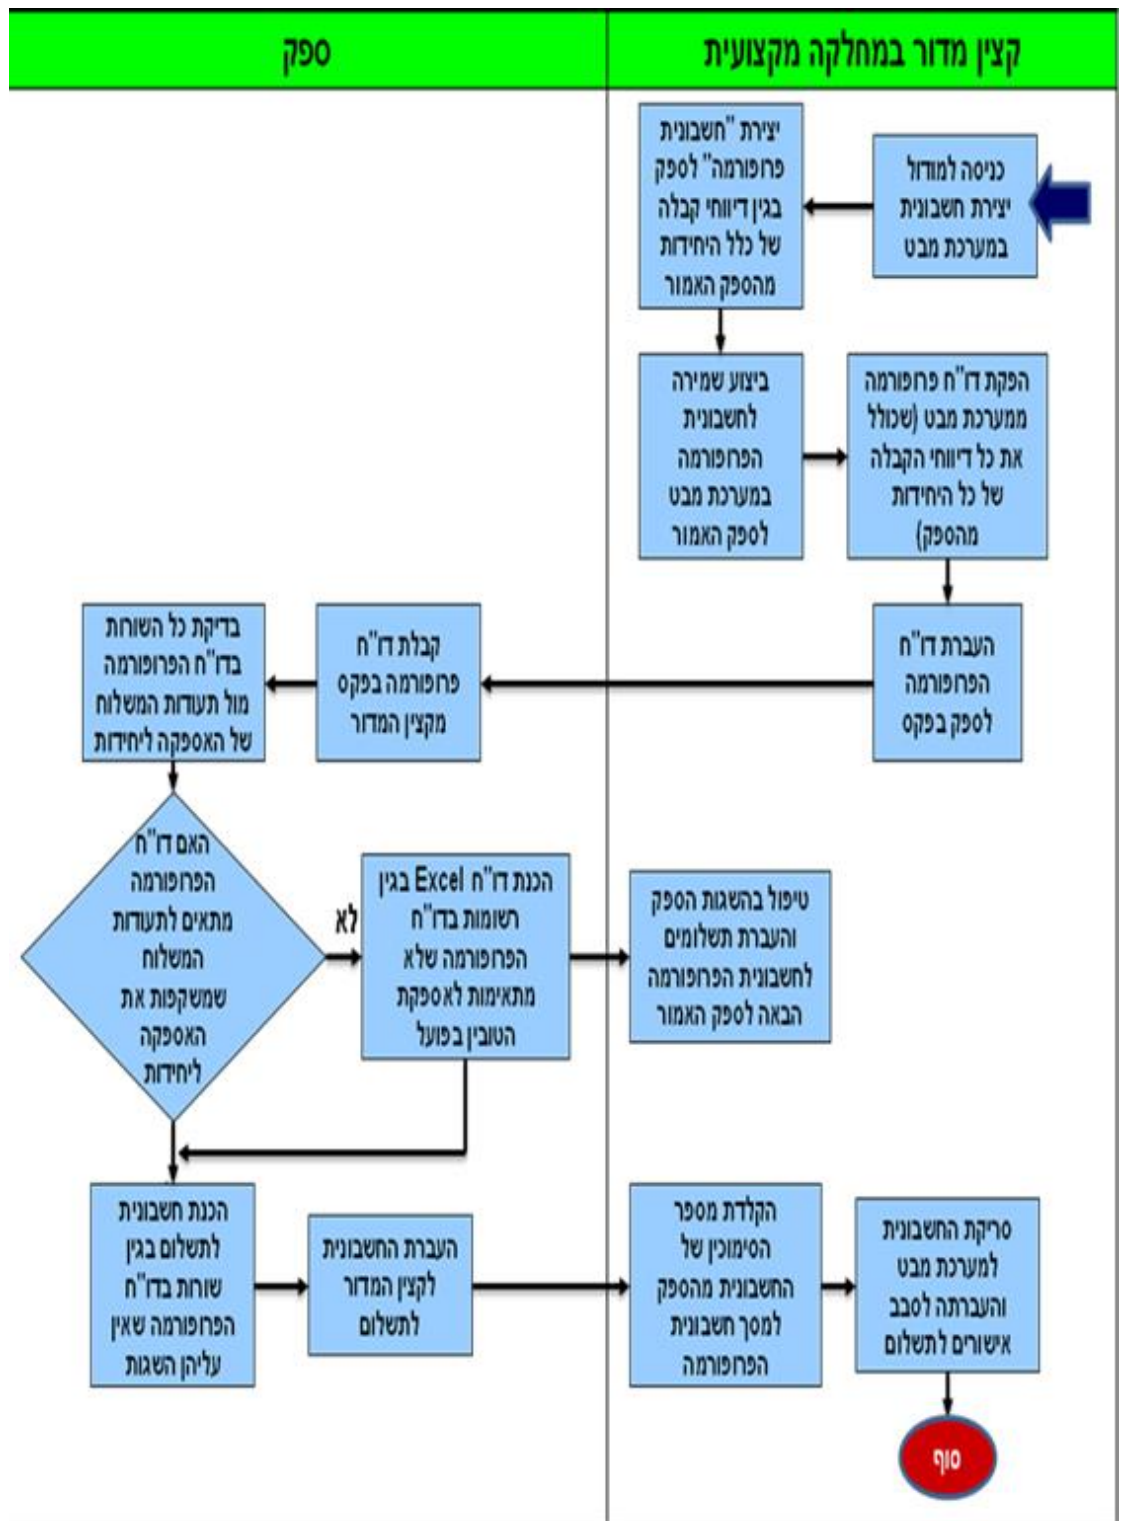 קצין מדור במחלקה מקצועית
ספק
כניסה למודול
יצירת חשבונית
במערכת מבט
יצירת "חשבונית
פרופורמה" לספק
בגין דיווחי קבלה
של כלל היחידות
מהספק האמור
ביצוע שמירה
לחשבונית
הפרופורמה
במערכת מבט
לספק האמור
הפקת דו"ח פרופורמה
ממערכת מבט (שכולל
את כל דיווחי הקבלה
של כל היחידות
מהספק)
העברת דו"ח
הפרופורמה
לספק בפקס
קבלת דו"ח
פרופורמה בפקס
מקצין המדור
בדיקת כל השורות
בדו"ח הפרופורמה
מול תעודות המשלוח
של האספקה ליחידות
האם דו"ח
הפרופורמה
מתאים לתעודות
המשלוח
שמשקפות את
האספקה
ליחידות
לא
הכנת דו"ח Excel בגין
רשומות בדו"ח
הפרופורמה שלא
מתאימות לאספקת
הטובין בפועל
טיפול בהשגות הספק
והעברת תשלומים
לחשבונית הפרופורמה
הבאה לספק האמור
הכנת חשבונית
לתשלום בגין
שורות בדו"ח
הפרופורמה שאין
עליהן השגות
העברת החשבונית
לקצין המדור
לתשלום
הקלדת מספר
הסימוכין של
החשבונית מהספק
למסך חשבונית
הפרופורמה
סריקת החשבונית
למערכת מבט
והעברתה לסבב
אישורים לתשלום
סוף